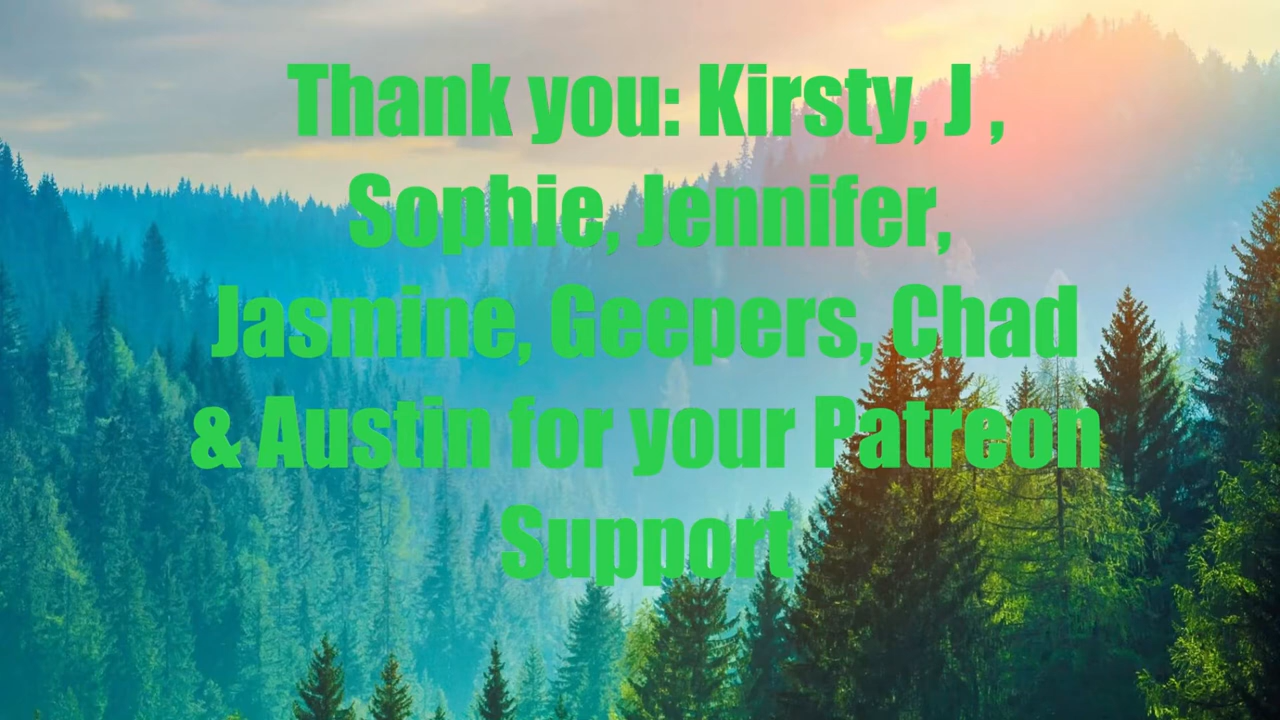 Thank you: Kirsty, J ,
Sophie, Jennifer,
Jasmine, Geepers, Chad
& Austin for your Patreon
Support